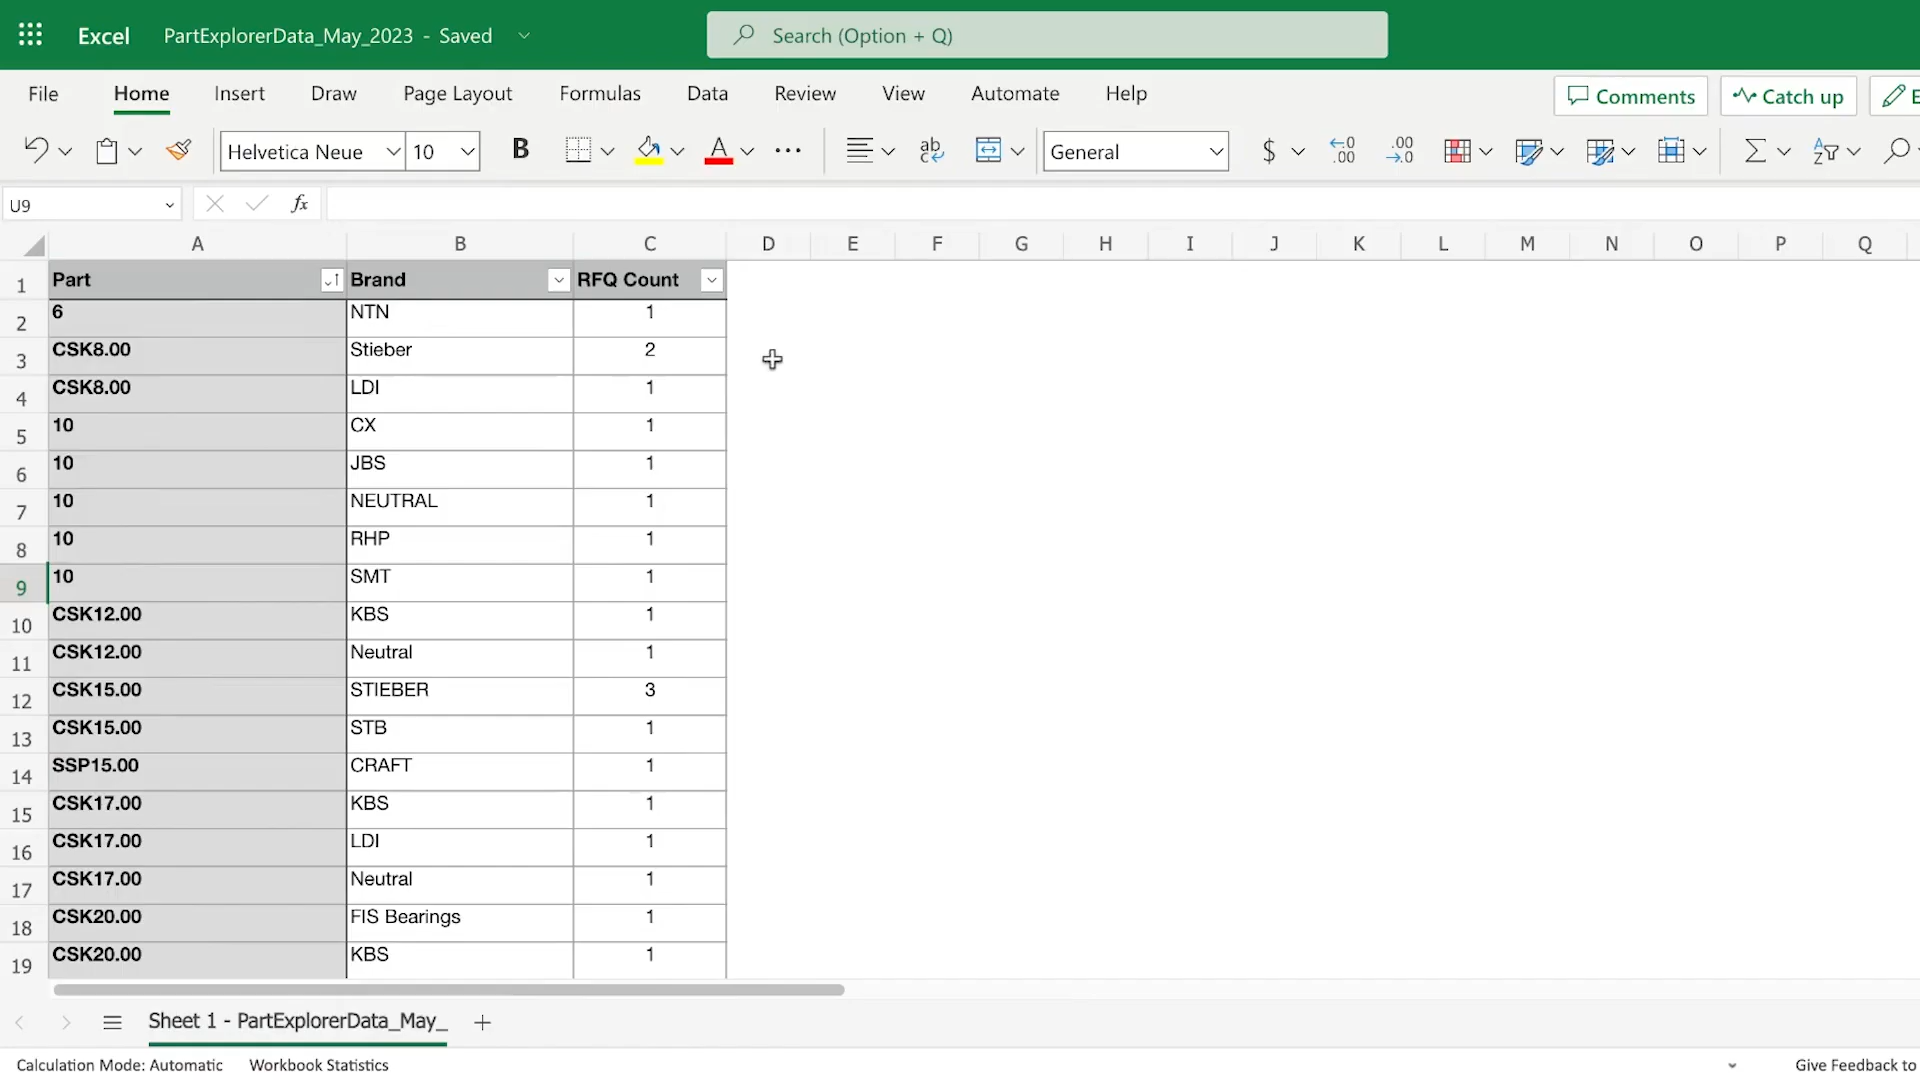 Excel PartExplorerData_May_2023 - Saved Search (Option + Q)
File Home Insert Draw Page Layout Formulas Data Review View Automate Help Comments Catch up
Helvetica Neue 10 B A ab General $ .00 .00
U9 fx
A B C D E F G H I J K L M N O P Q
1 Part Brand RFQ Count
2 6 NTN 1
3 CSK8.00 Stieber 2
4 CSK8.00 LDI 1
5 10 CX 1
6 10 JBS 1
7 10 NEUTRAL 1
8 10 RHP 1
9 10 SMT 1
10 CSK12.00 KBS 1
11 CSK12.00 Neutral 1
12 CSK15.00 STIEBER 3
13 CSK15.00 STB 1
14 SSP15.00 CRAFT 1
15 CSK17.00 KBS 1
16 CSK17.00 LDI 1
17 CSK17.00 Neutral 1
18 CSK20.00 FIS Bearings 1
19 CSK20.00 KBS 1
Sheet 1 - PartExplorerData_May_
Calculation Mode: Automatic Workbook Statistics Give Feedback to